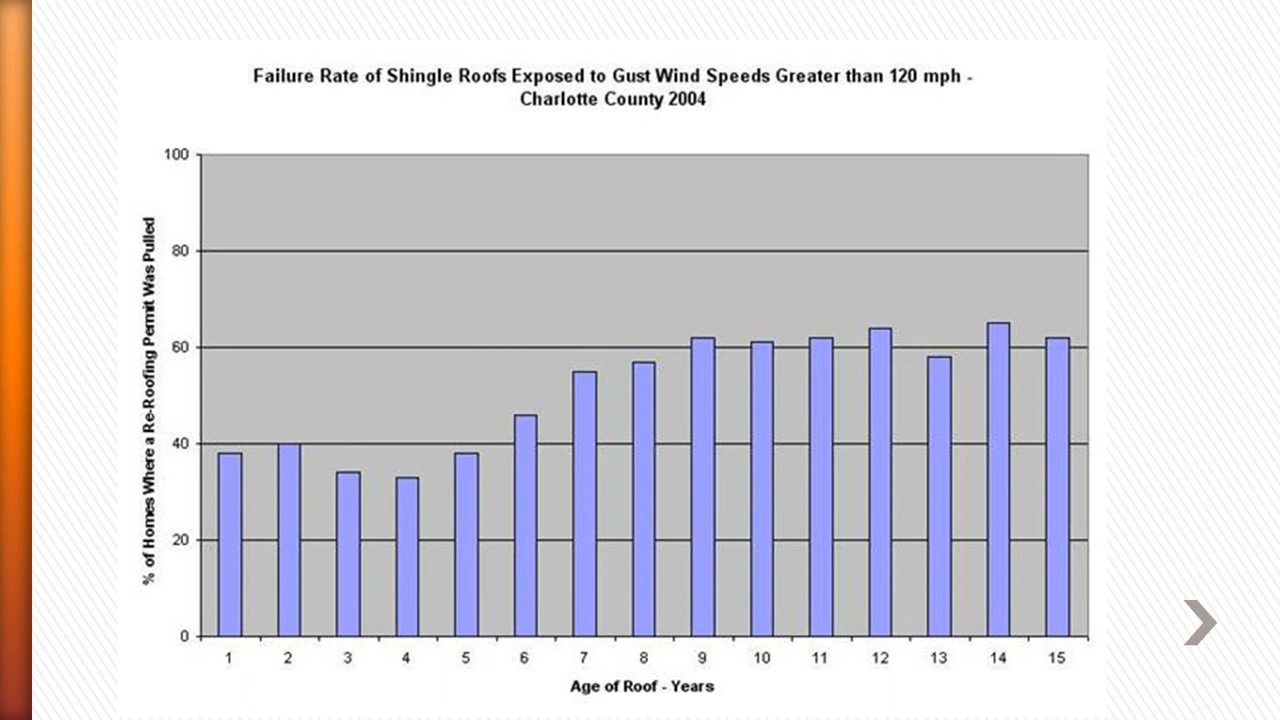 Failure Rate of Shingle Roofs Exposed to Gust Wind Speeds Greater than 120 mph -
Charlotte County 2004
% of Homes Where a Re-Roofing Permit Was Pulled
100
80
60
40
20
0
1 2 3 4 5 6 7 8 9 10 11 12 13 14 15
Age of Roof - Years